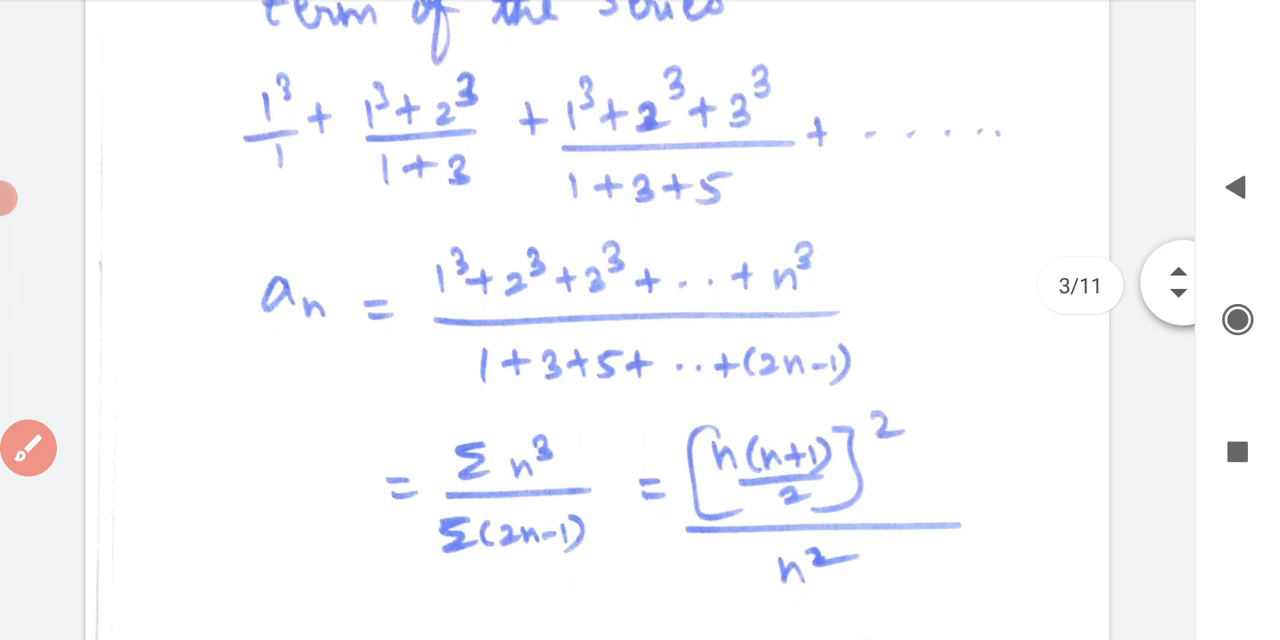 term of the series
1³/1 + (1³+2³)/(1+3) + (1³+2³+3³)/(1+3+5) + - - - - -
aₙ = (1³+2³+3³+..+n³)/(1+3+5+..+(2n-1))
= Σn³/Σ(2n-1) = [n(n+1)/2]²/n²
3/11